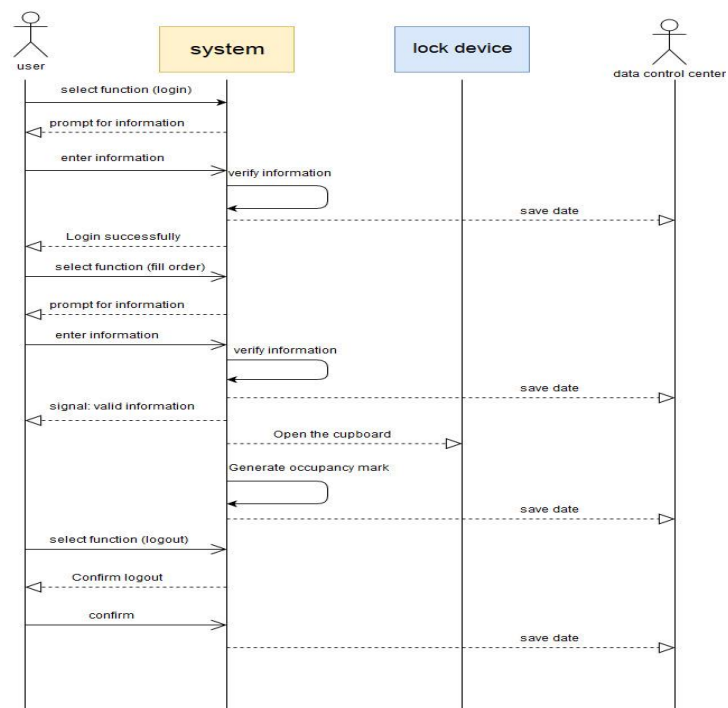 user
system
lock device
data control center
select function (login)
prompt for information
enter information
verify information
save date
Login successfully
select function (fill order)
prompt for information
enter information
verify information
save date
signal: valid information
Open the cupboard
Generate occupancy mark
save date
select function (logout)
Confirm logout
confirm
save date